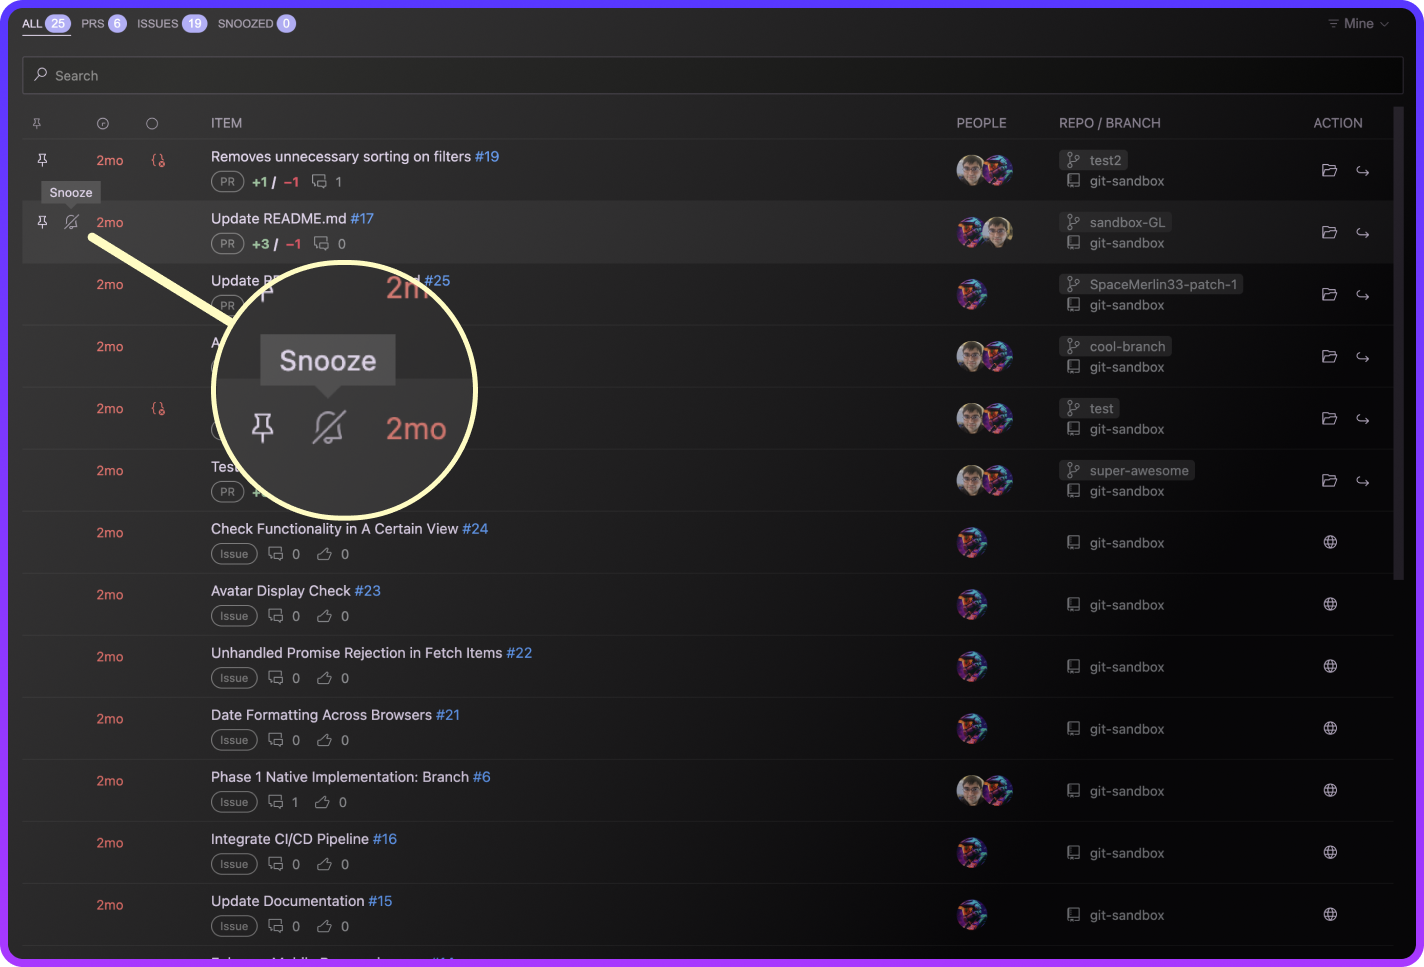 ALL 25 PRS 6 ISSUES 19 SNOOZED 0 Mine
Search
ITEM PEOPLE REPO / BRANCH ACTION
2mo Removes unnecessary sorting on filters #19 test2
PR +1 / −1 1 git-sandbox
Snooze
2mo Update README.md #17 sandbox-GL
PR +3 / −1 0 git-sandbox
2mo Update #25 SpaceMerlin33-patch-1
PR git-sandbox
2mo cool-branch
git-sandbox
Snooze
2mo
2mo test
git-sandbox
2mo super-awesome
PR git-sandbox
2mo Check Functionality in A Certain View #24
Issue 0 0 git-sandbox
2mo Avatar Display Check #23
Issue 0 0 git-sandbox
2mo Unhandled Promise Rejection in Fetch Items #22
Issue 0 0 git-sandbox
2mo Date Formatting Across Browsers #21
Issue 0 0 git-sandbox
2mo Phase 1 Native Implementation: Branch #6
Issue 1 0 git-sandbox
2mo Integrate CI/CD Pipeline #16
Issue 0 0 git-sandbox
2mo Update Documentation #15
Issue 0 0 git-sandbox